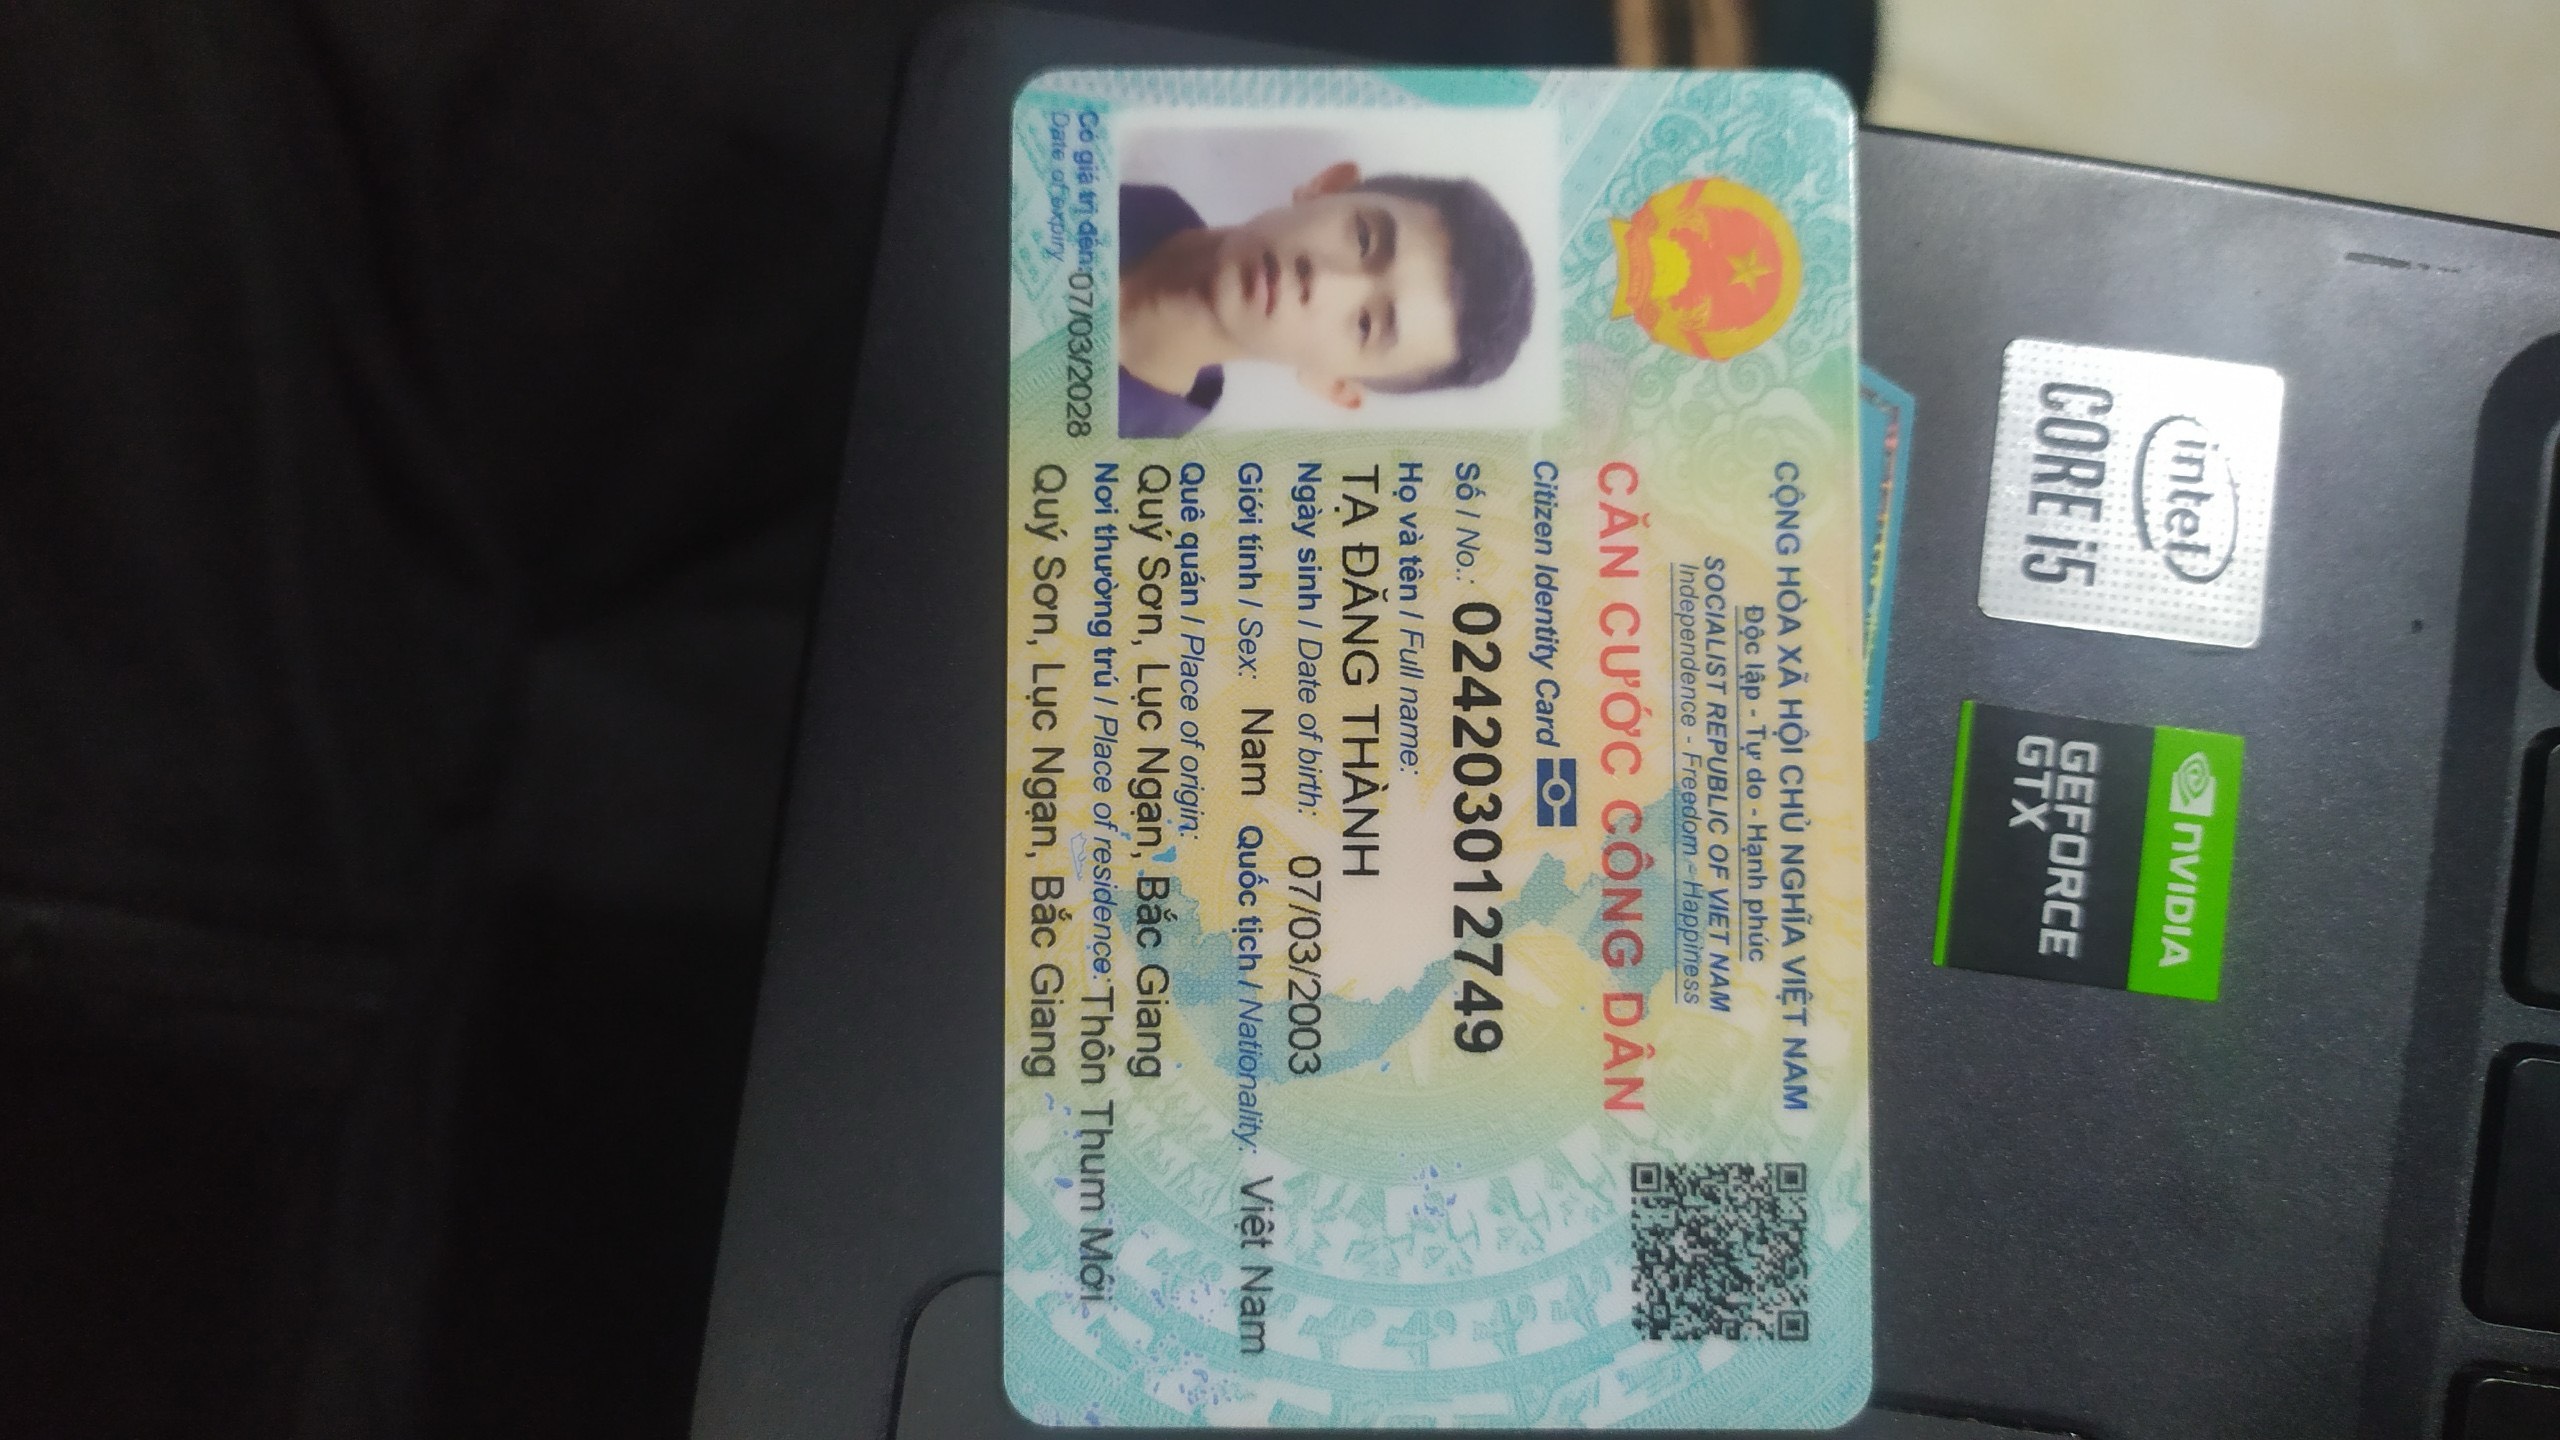 CỘNG HÒA XÃ HỘI CHỦ NGHĨA VIỆT NAM
Độc lập - Tự do - Hạnh phúc
SOCIALIST REPUBLIC OF VIET NAM
Independence - Freedom - Happiness
CĂN CƯỚC CÔNG DÂN
Citizen Identity Card
Số / No.: 024203012749
Họ và tên / Full name:
TẠ ĐĂNG THÀNH
Ngày sinh / Date of birth: 07/03/2003
Giới tính / Sex: Nam Quốc tịch / Nationality: Việt Nam
Quê quán / Place of origin:
Quý Sơn, Lục Ngạn, Bắc Giang
Nơi thường trú / Place of residence: Thôn Thum Mới
Quý Sơn, Lục Ngạn, Bắc Giang
Có giá trị đến: 07/03/2028
Date of expiry
intel
CORE i5
NVIDIA
GEFORCE
GTX